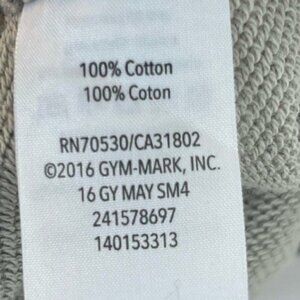 100% Cotton
100% Coton
RN70530/CA31802
©2016 GYM-MARK, INC.
16 GY MAY SM4
241578697
140153313